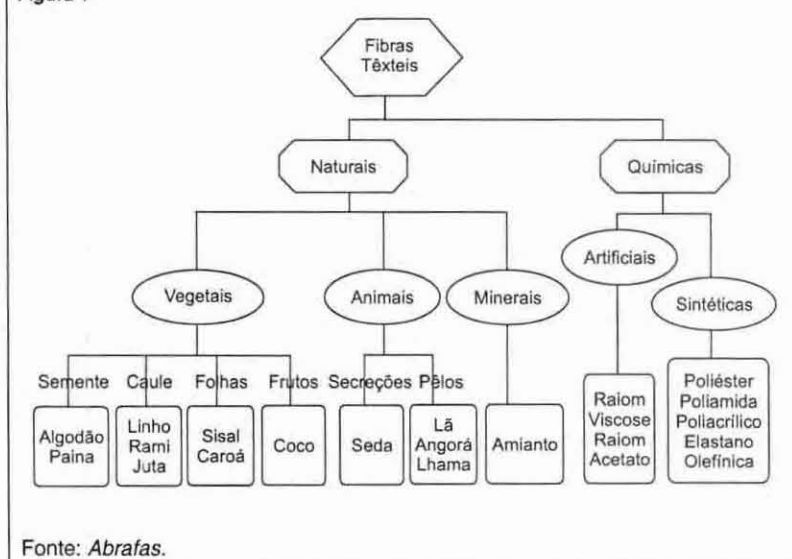 Fibras
Têxteis
Naturais
Químicas
Vegetais
Animais
Minerais
Artificiais
Sintéticas
Semente Caule Folhas Frutos Secreções Pêlos
Algodão
Paina
Linho
Rami
Juta
Sisal
Caroá
Coco
Seda
Lã
Angorá
Lhama
Amianto
Raiom
Viscose
Raiom
Acetato
Poliéster
Poliamida
Poliacrílico
Elastano
Olefínica
Fonte: Abrafas.